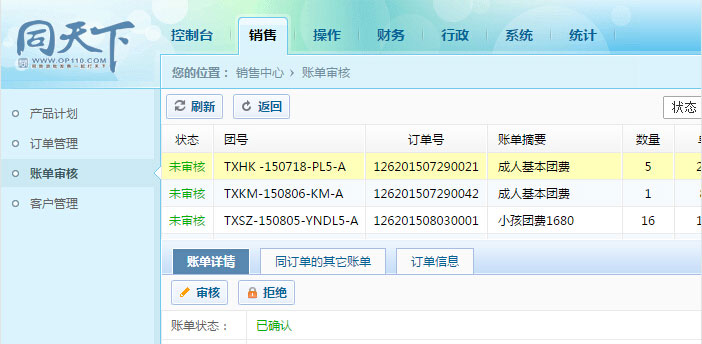 同天下
WWW.OP110.COM
控制台 销售 操作 财务 行政 系统 统计
您的位置： 销售中心 › 账单审核
产品计划
订单管理
账单审核
客户管理
刷新 返回 状态
状态 团号 订单号 账单摘要 数量
未审核 TXHK -150718-PL5-A 126201507290021 成人基本团费 5
未审核 TXKM-150806-KM-A 126201507290042 成人基本团费 1
未审核 TXSZ-150805-YNDL5-A 126201508030001 小孩团费1680 16
账单详情 同订单的其它账单 订单信息
审核 拒绝
账单状态： 已确认